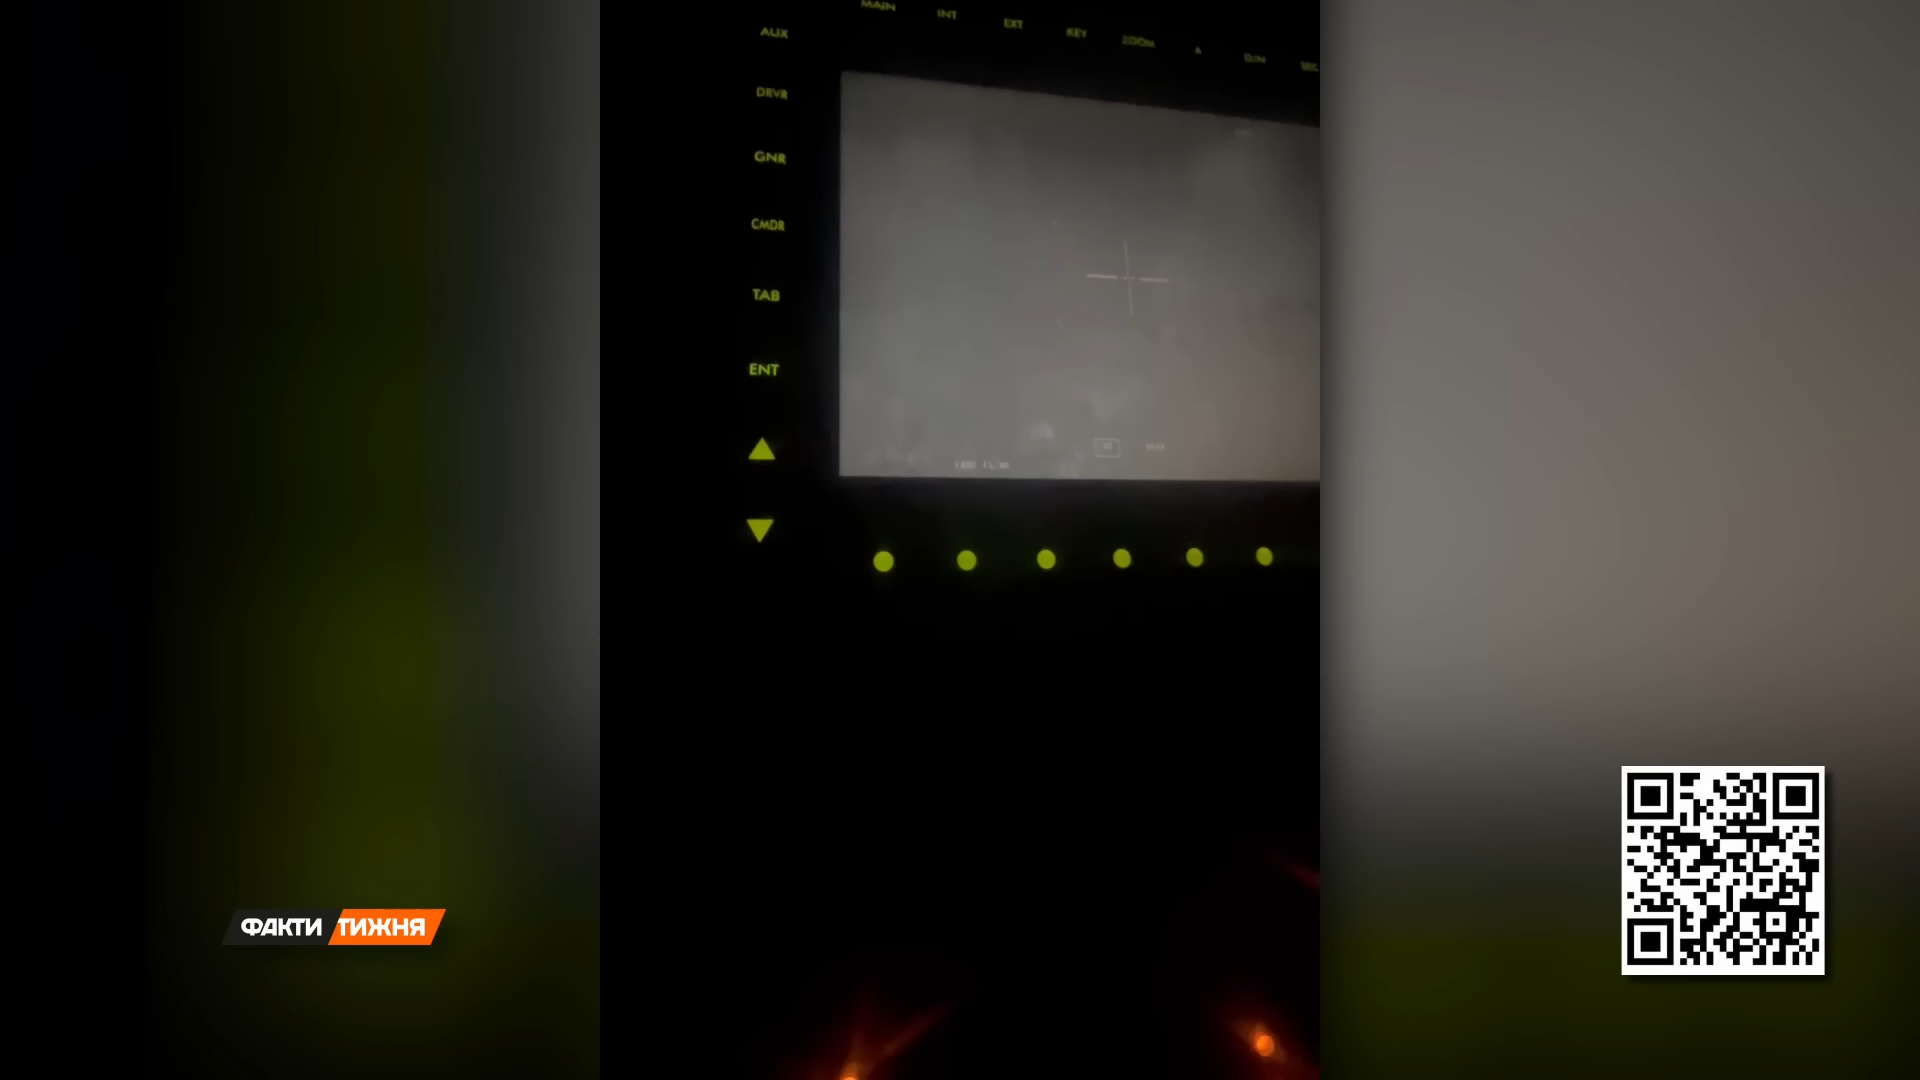 MAIN INT EXT KEY ZOOM A D/N
AUX
DRVR
GNR
CMDR
TAB
ENT
ФАКТИ ТИЖНЯ